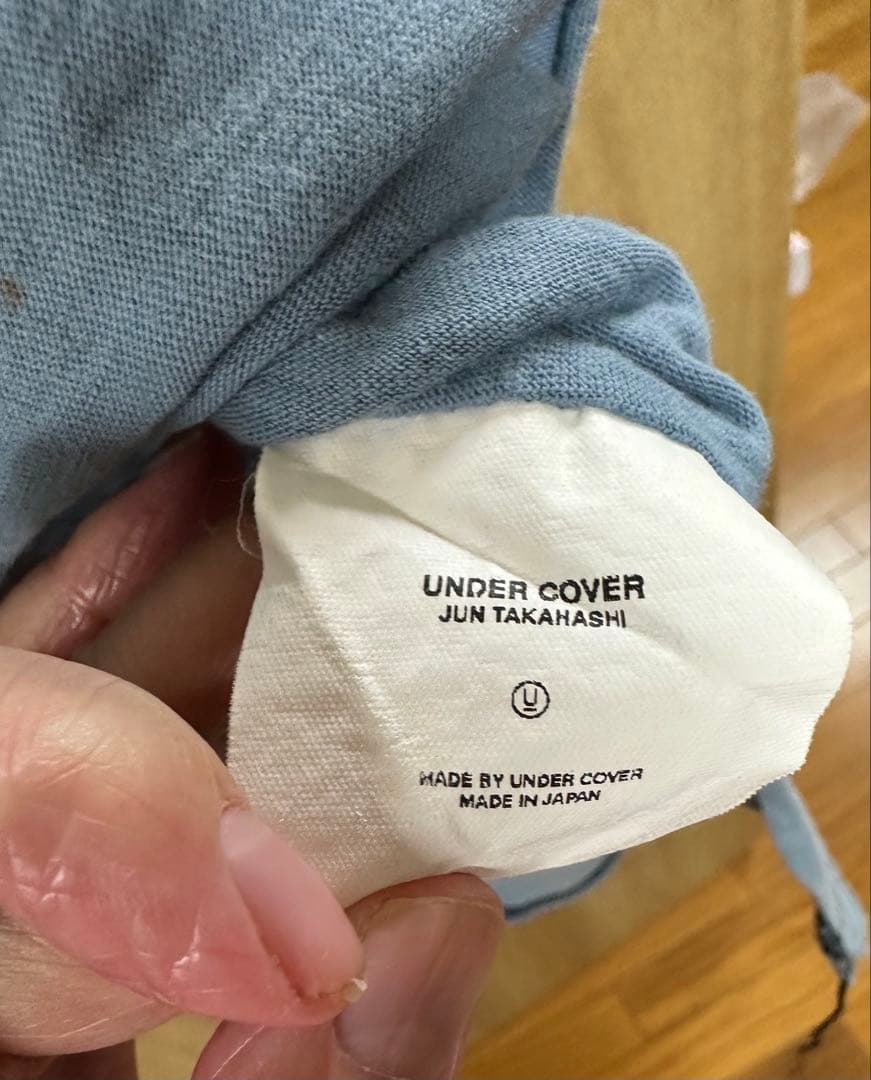 UNDER COVER
JUN TAKAHASHI
U
MADE BY UNDER COVER
MADE IN JAPAN